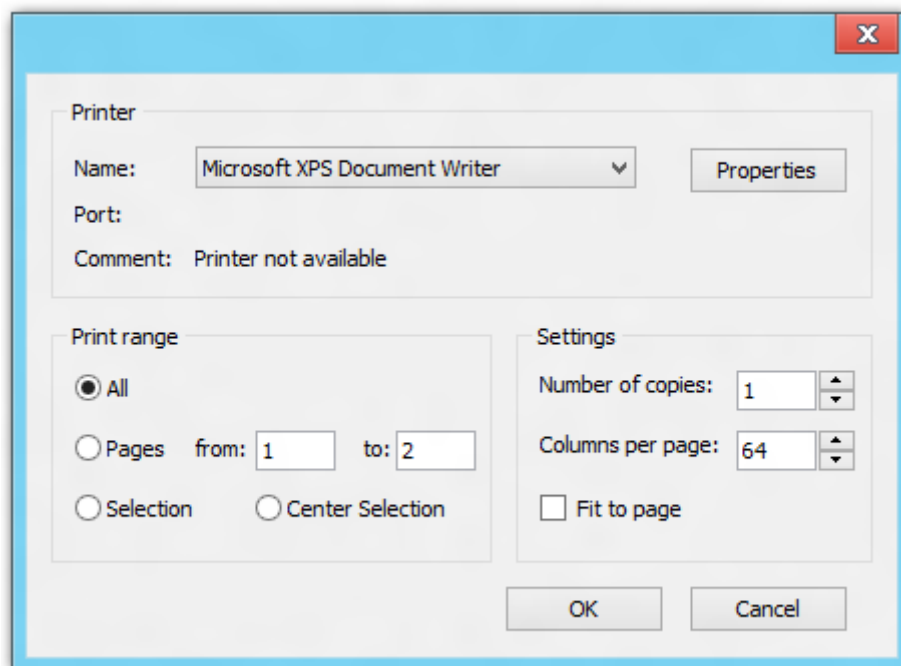 Printer
Name: Microsoft XPS Document Writer Properties
Port:
Comment: Printer not available
Print range
All
Pages from: 1 to: 2
Selection Center Selection
Settings
Number of copies: 1
Columns per page: 64
Fit to page
OK Cancel